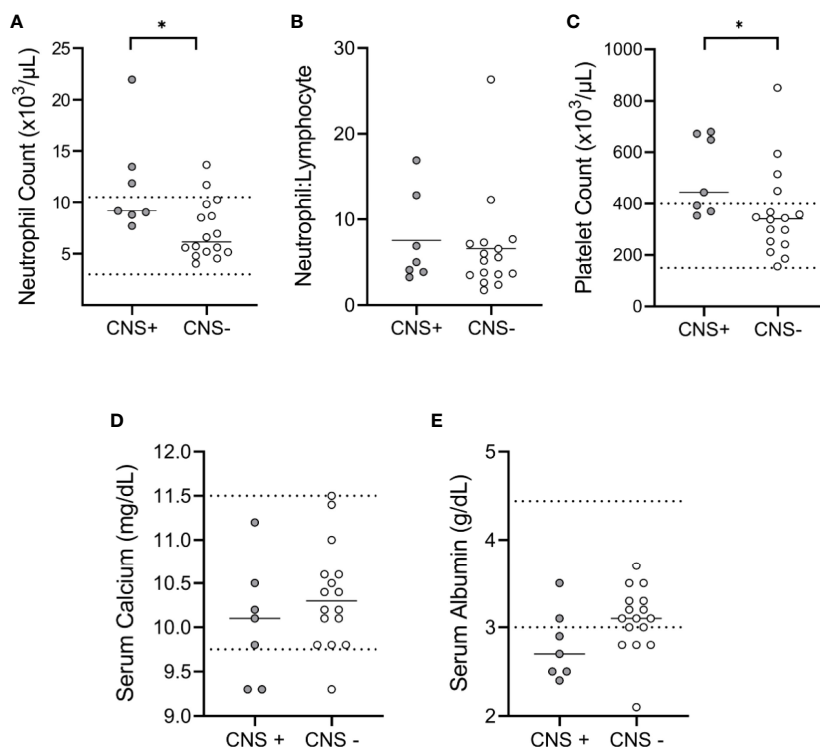 A
*
Neutrophil Count (x10³/µL)
25
20
15
10
5
CNS+ CNS-
B
Neutrophil:Lymphocyte
30
20
10
0
CNS+ CNS-
C
*
Platelet Count (x10³/µL)
1000
800
600
400
200
0
CNS+ CNS-
D
Serum Calcium (mg/dL)
12.0
11.5
11.0
10.5
10.0
9.5
9.0
CNS + CNS -
E
Serum Albumin (g/dL)
5
4
3
2
CNS + CNS -